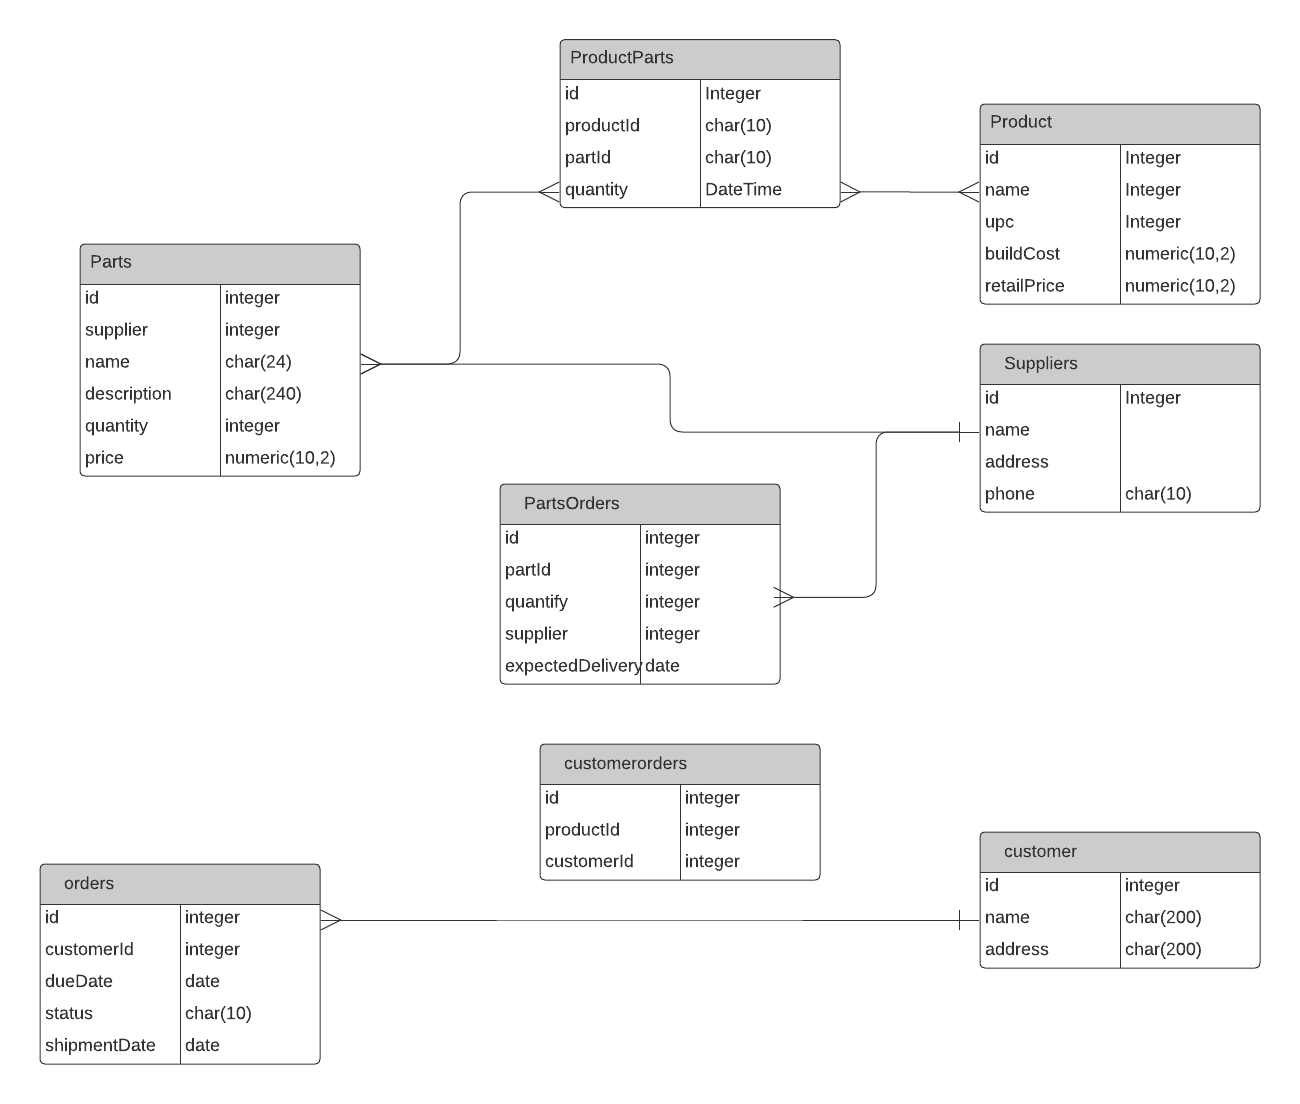 ProductParts
id Integer
productId char(10)
partId char(10)
quantity DateTime
Product
id Integer
name Integer
upc Integer
buildCost numeric(10,2)
retailPrice numeric(10,2)
Parts
id integer
supplier integer
name char(24)
description char(240)
quantity integer
price numeric(10,2)
Suppliers
id Integer
name
address
phone char(10)
PartsOrders
id integer
partId integer
quantify integer
supplier integer
expectedDelivery date
customerorders
id integer
productId integer
customerId integer
customer
id integer
name char(200)
address char(200)
orders
id integer
customerId integer
dueDate date
status char(10)
shipmentDate date